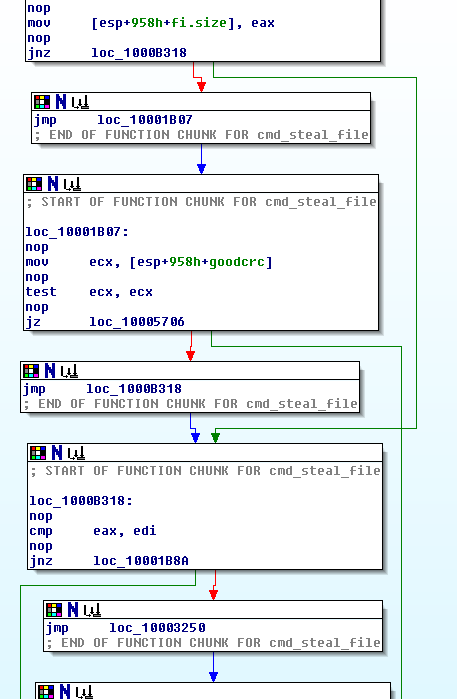 nop
mov [esp+958h+fi.size], eax
nop
jnz loc_1000B318
N
jmp loc_10001B07
; END OF FUNCTION CHUNK FOR cmd_steal_file
N
; START OF FUNCTION CHUNK FOR cmd_steal_file
loc_10001B07:
nop
mov ecx, [esp+958h+goodcrc]
nop
test ecx, ecx
nop
jz loc_10005706
N
jmp loc_1000B318
; END OF FUNCTION CHUNK FOR cmd_steal_file
N
; START OF FUNCTION CHUNK FOR cmd_steal_file
loc_1000B318:
nop
cmp eax, edi
nop
jnz loc_10001B8A
N
jmp loc_10003250
; END OF FUNCTION CHUNK FOR cmd_steal_file
N